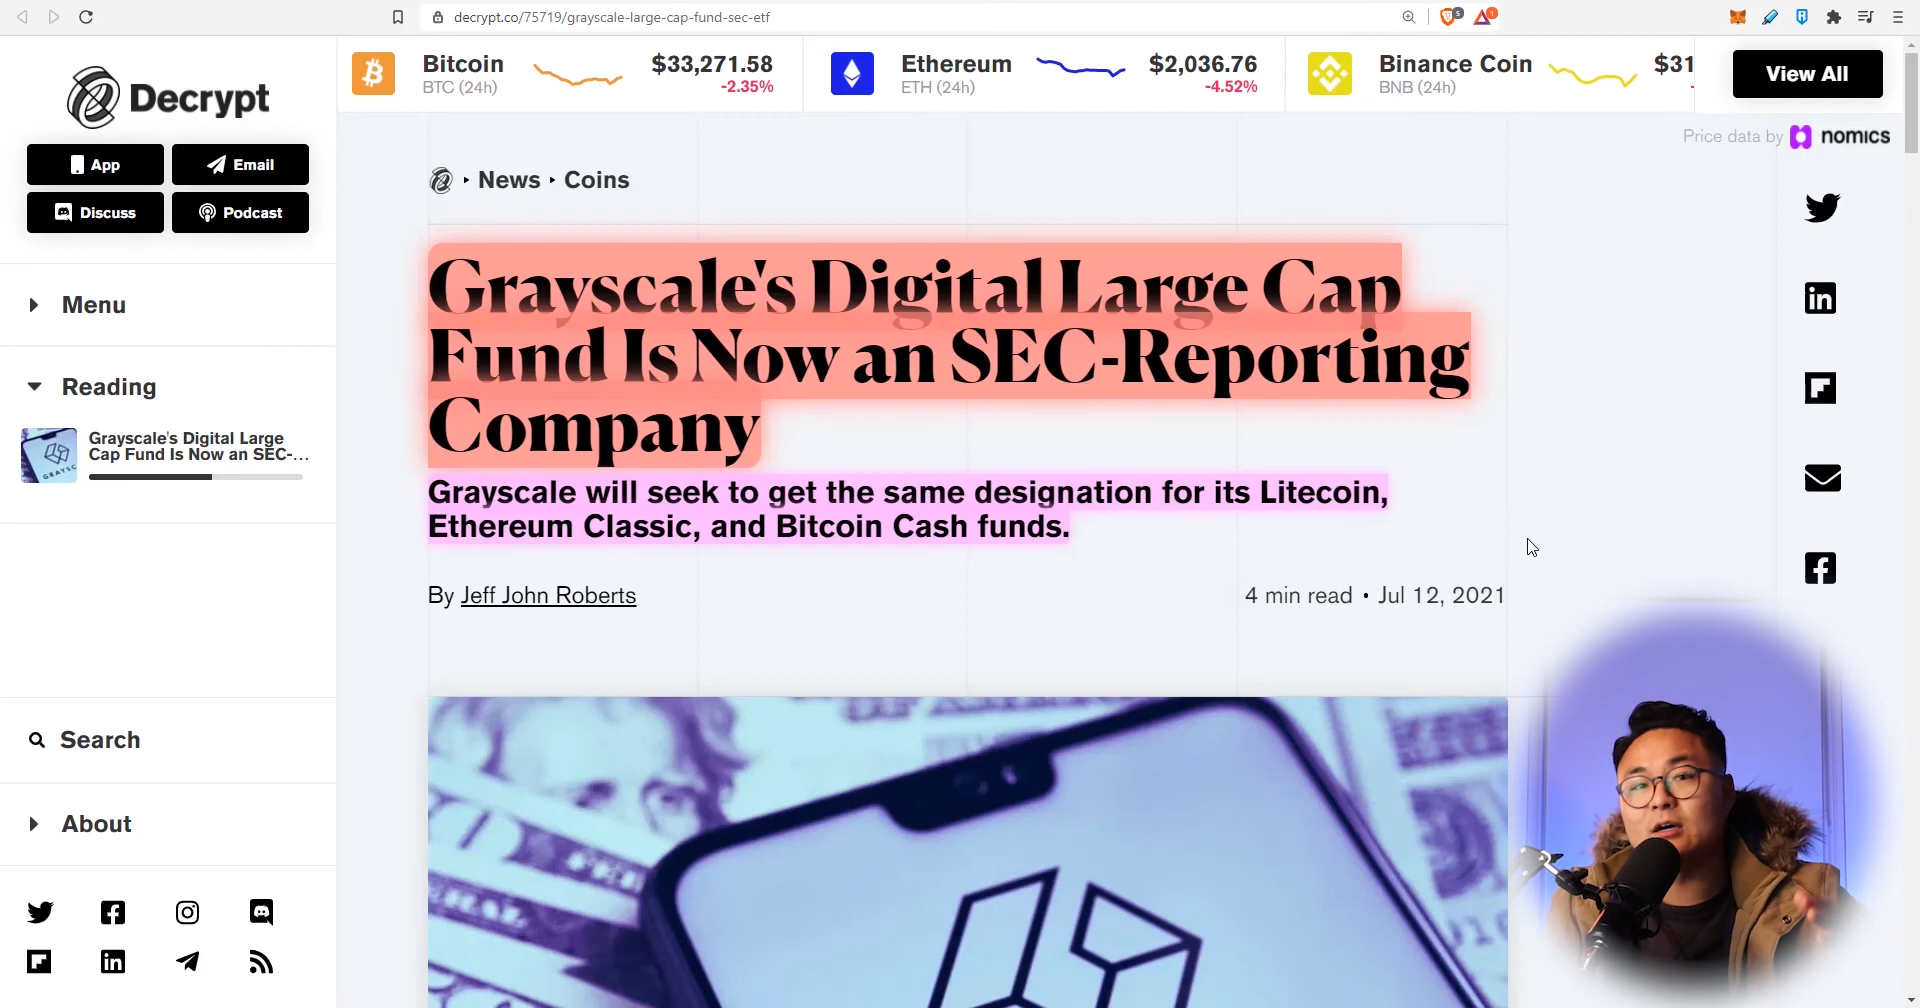 decrypt.co/75719/grayscale-large-cap-fund-sec-etf
5
1
Decrypt
App
Email
Discuss
Podcast
Menu
Reading
Grayscale's Digital Large
Cap Fund Is Now an SEC-...
Search
About
Bitcoin
$33,271.58
BTC (24h)
-2.35%
Ethereum
$2,036.76
ETH (24h)
-4.52%
Binance Coin
$31
BNB (24h)
-
View All
Price data by nomics
News
Coins
Grayscale's Digital Large Cap
Fund Is Now an SEC-Reporting
Company
Grayscale will seek to get the same designation for its Litecoin,
Ethereum Classic, and Bitcoin Cash funds.
By Jeff John Roberts
4 min read • Jul 12, 2021